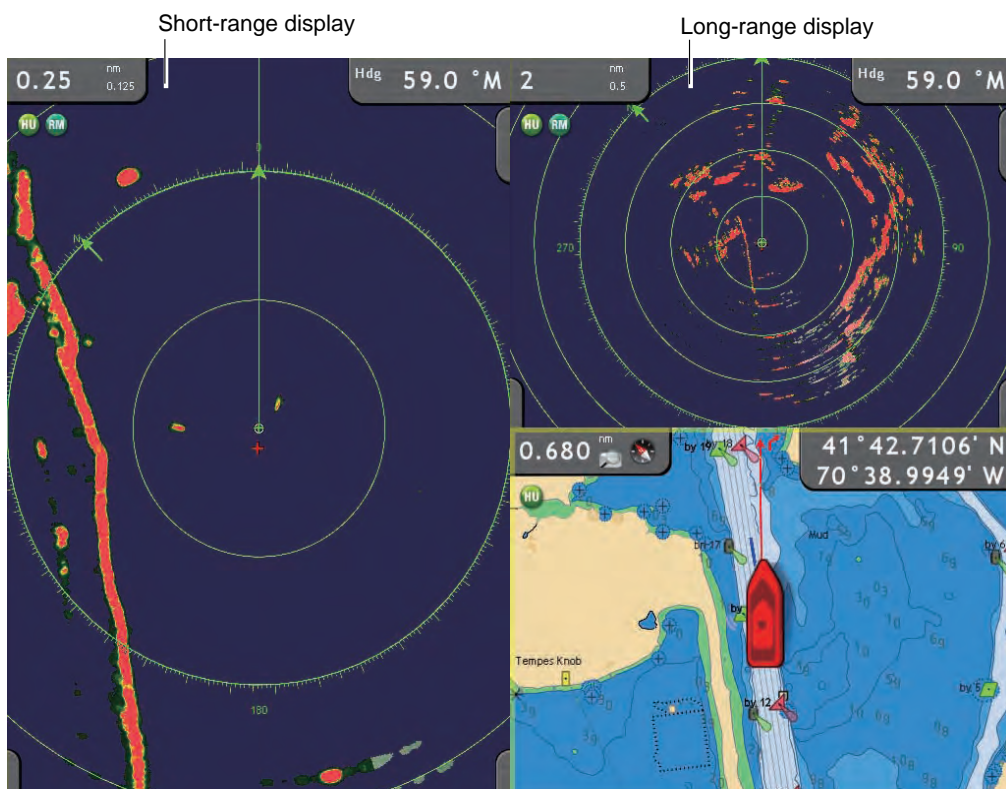 Short-range display
Long-range display
0.25 nm 0.125
Hdg 59.0 °M
HU RM
0
N
180
2 nm 0.5
Hdg 59.0 °M
HU RM
N
270
90
0.680 nm
41°42.7106' N
70°38.9949' W
HU
by 19
18
Mud
bn 17
by
by 6
Tempes Knob
by 12
by 5